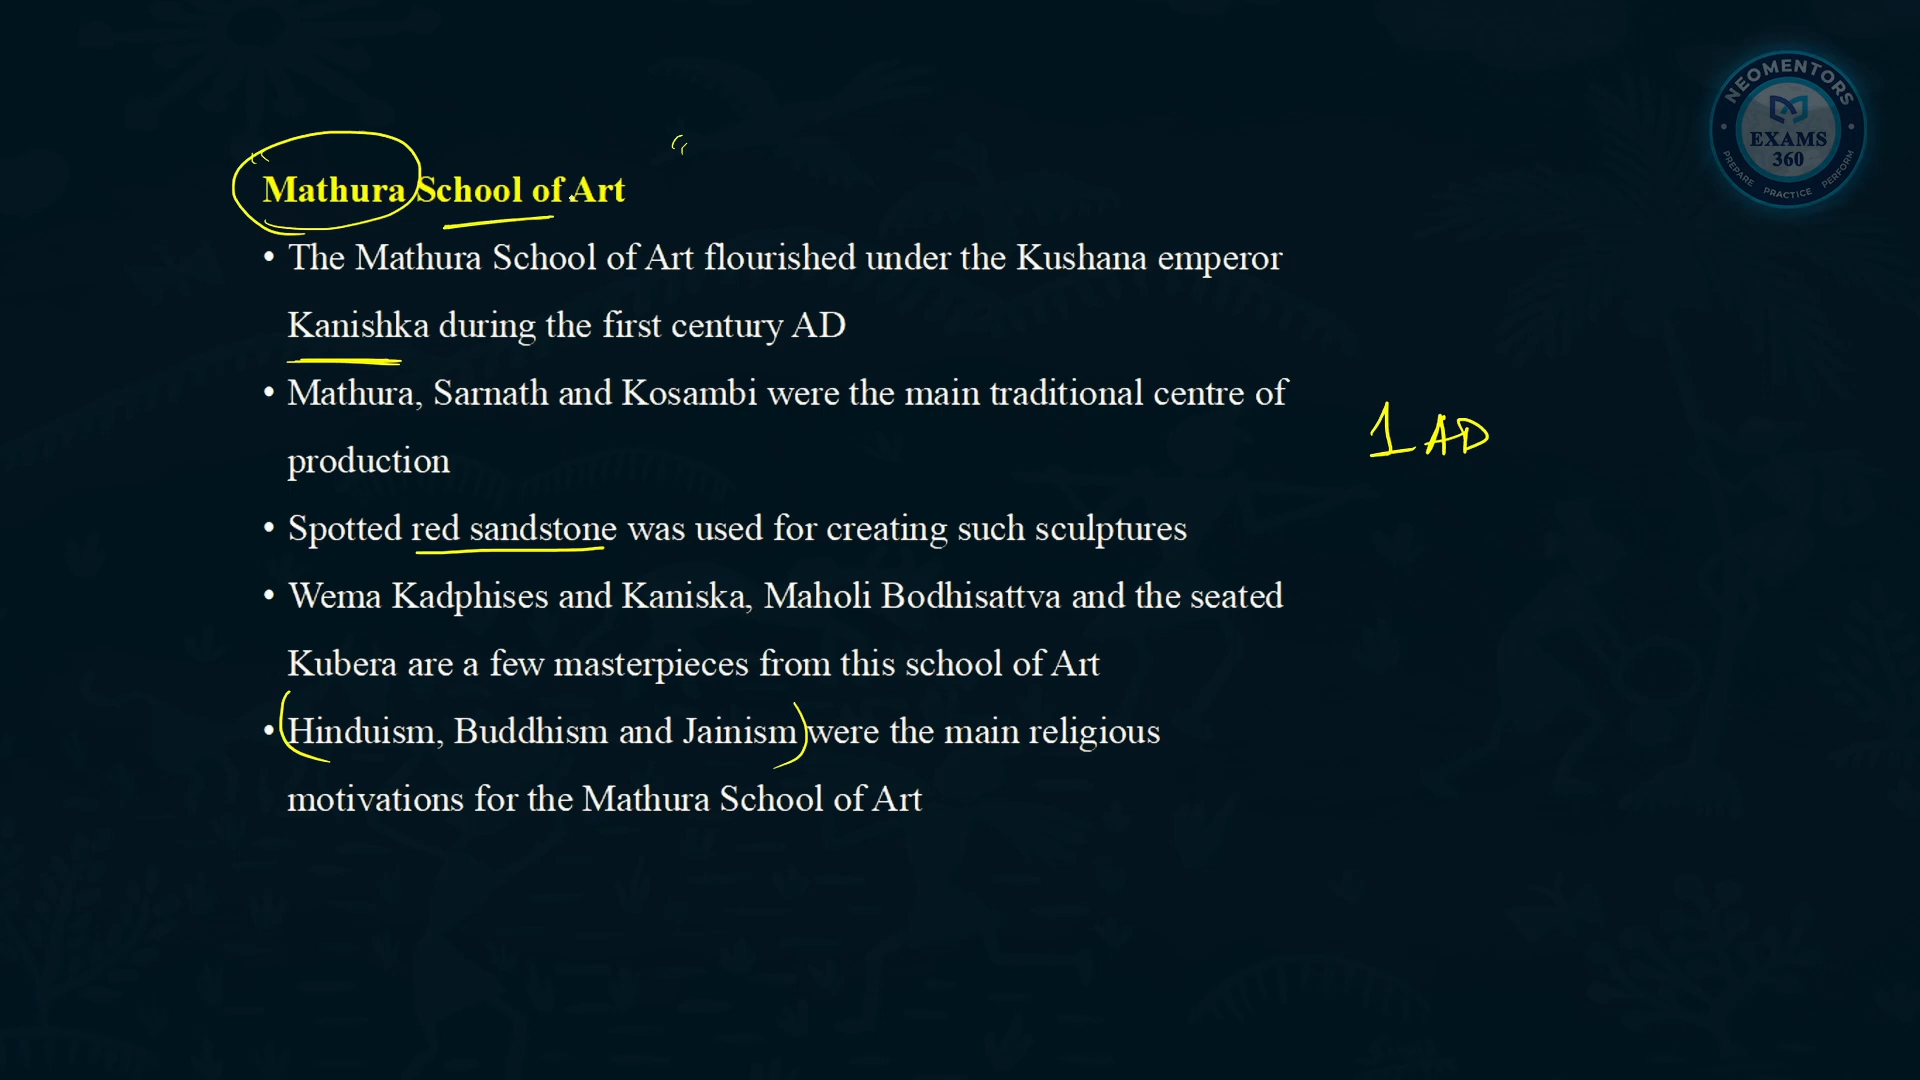 NEOMENTORS
EXAMS
360
PREPARE PRACTICE PERFORM
Mathura School of Art
• The Mathura School of Art flourished under the Kushana emperor
Kanishka during the first century AD
• Mathura, Sarnath and Kosambi were the main traditional centre of
production
1 AD
• Spotted red sandstone was used for creating such sculptures
• Wema Kadphises and Kaniska, Maholi Bodhisattva and the seated
Kubera are a few masterpieces from this school of Art
• Hinduism, Buddhism and Jainism were the main religious
motivations for the Mathura School of Art